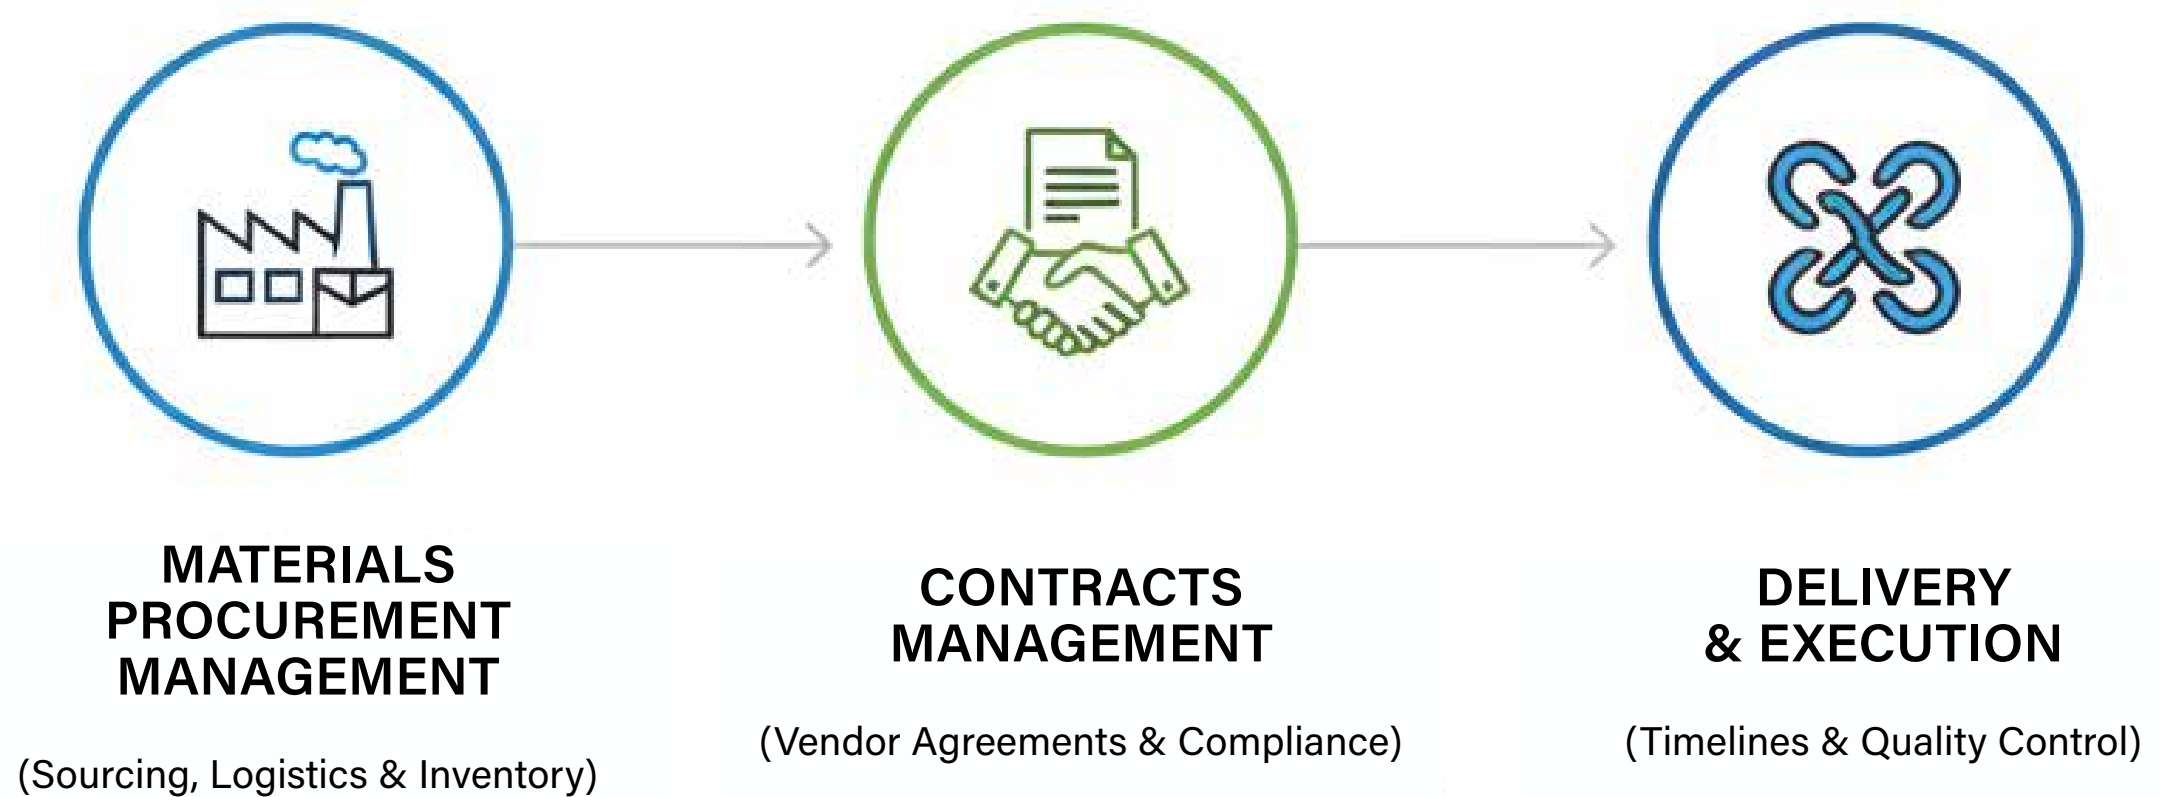 MATERIALS
PROCUREMENT
MANAGEMENT
(Sourcing, Logistics & Inventory)
CONTRACTS
MANAGEMENT
(Vendor Agreements & Compliance)
DELIVERY
& EXECUTION
(Timelines & Quality Control)